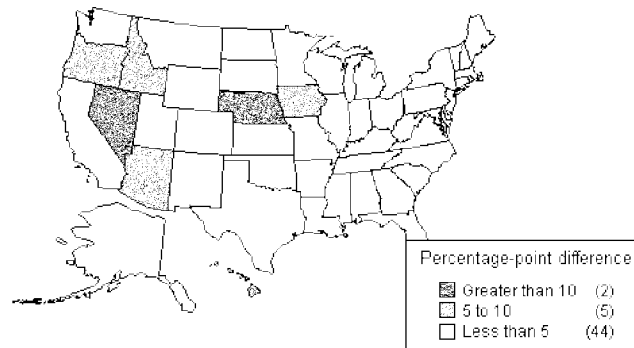 Percentage-point difference
Greater than 10 (2)
5 to 10 (5)
Less than 5 (44)